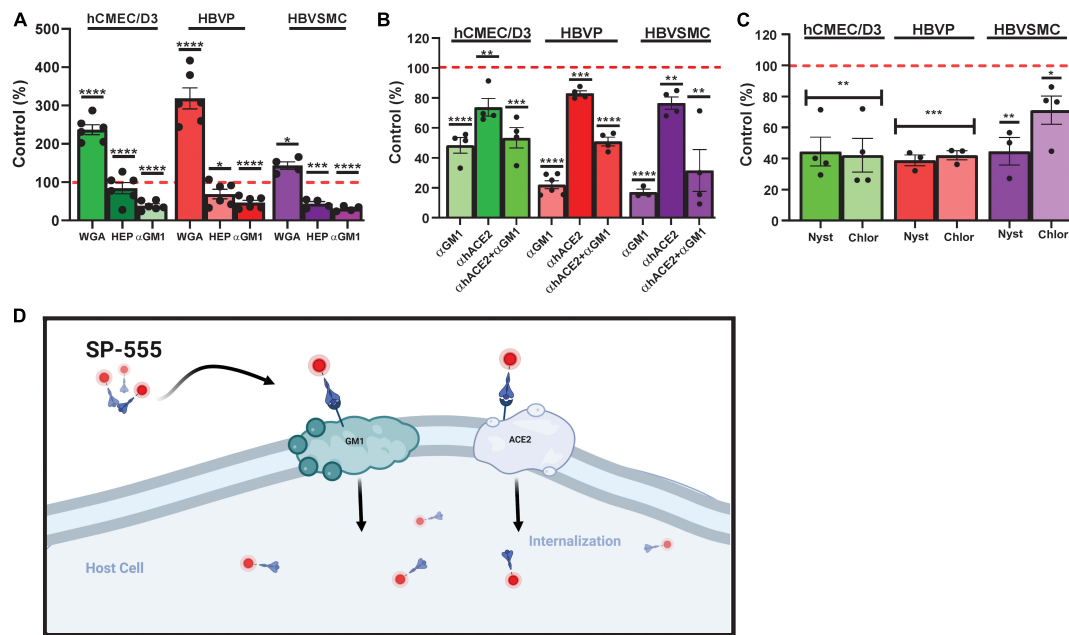 A
hCMEC/D3 HBVP HBVSMC
Control (%)
500
400
300
200
100
0
**** **** **** **** * **** * *** ****
WGA HEP αGM1 WGA HEP αGM1 WGA HEP αGM1
B
hCMEC/D3 HBVP HBVSMC
Control (%)
120
100
80
60
40
20
0
**** ** *** **** *** **** **** ** **
αGM1 αhACE2 αhACE2+αGM1 αGM1 αhACE2 αhACE2+αGM1 αGM1 αhACE2 αhACE2+αGM1
C
hCMEC/D3 HBVP HBVSMC
Control (%)
120
100
80
60
40
20
0
** *** ** *
Nyst Chlor Nyst Chlor Nyst Chlor
D
SP-555
GM1
ACE2
Internalization
Host Cell